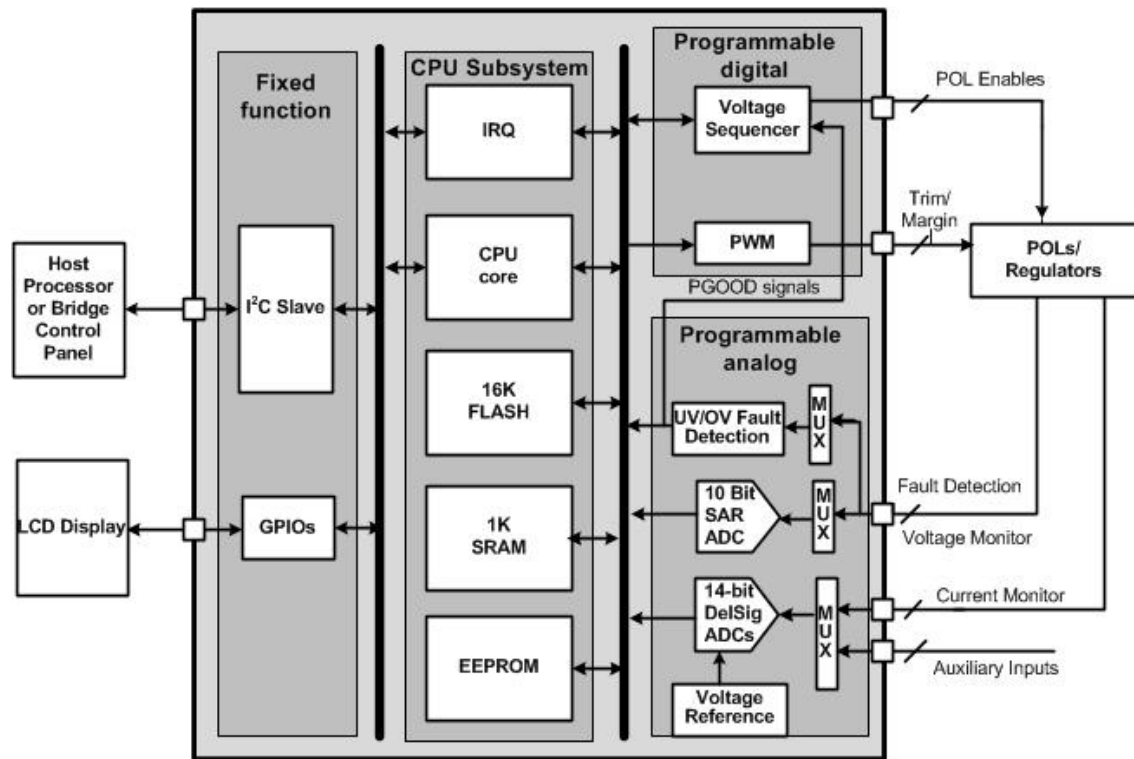 Fixed
function
CPU Subsystem
Programmable
digital
IRQ
Voltage
Sequencer
POL Enables
Host
Processor
or Bridge
Control
Panel
I²C Slave
CPU
core
PWM
Trim/
Margin
POLs/
Regulators
PGOOD signals
Programmable
analog
16K
FLASH
UV/OV Fault
Detection
MUX
LCD Display
GPIOs
1K
SRAM
10 Bit
SAR
ADC
MUX
Fault Detection
Voltage Monitor
EEPROM
14-bit
DelSig
ADCs
MUX
Current Monitor
Auxiliary Inputs
Voltage
Reference